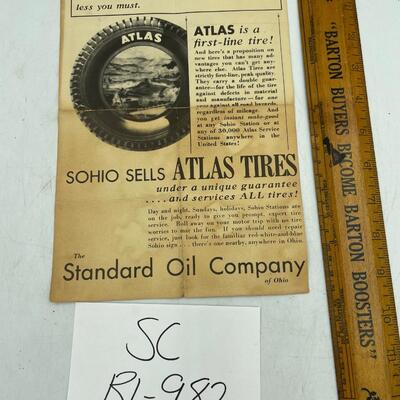 less you must.
ATLAS
ATLAS is a
first-line tire!
And here's a proposition on
new tires that has many ad-
vantages you can't get any-
where else. Atlas Tires are
strictly first-line, peak quality.
They carry a double guar-
antee—for the life of the tire
against defects in material
and manufacture—for one
year against all road hazards,
regardless of mileage. And
you get instant make-good
at any Sohio Station or at
any of 30,000 Atlas Service
Stations anywhere in the
United States!
SOHIO SELLS ATLAS TIRES
under a unique guarantee
....and services ALL tires!
Day and night, Sundays, holidays, Sohio Stations are
on the job, ready to give you prompt, expert tire
service. Roll away on your motor trip with no tire
worries to mar the fun. If you should need repair
service, just look for the familiar red-white-and-blue
Sohio sign . . . there's one nearby, anywhere in Ohio.
The
Standard Oil Company
of Ohio
SC
B1-982
"BARTON BUYERS BECOME BARTON BOOSTERS"